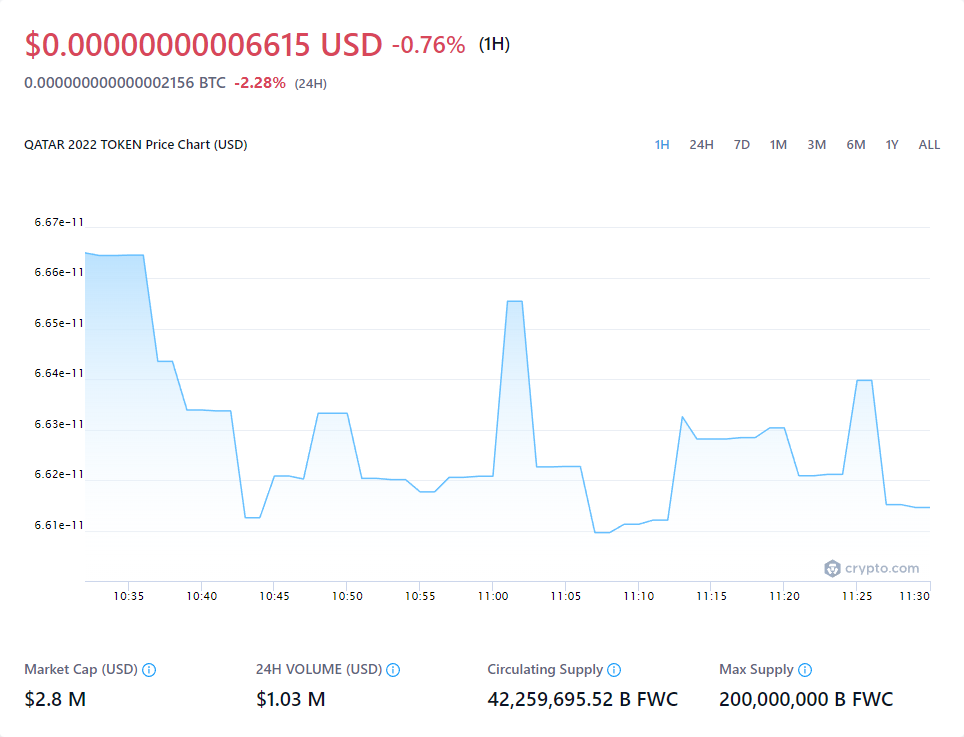 $0.00000000006615 USD -0.76% (1H)
0.000000000000002156 BTC -2.28% (24H)
QATAR 2022 TOKEN Price Chart (USD) 1H 24H 7D 1M 3M 6M 1Y ALL
6.67e-11
6.66e-11
6.65e-11
6.64e-11
6.63e-11
6.62e-11
6.61e-11
crypto.com
10:35 10:40 10:45 10:50 10:55 11:00 11:05 11:10 11:15 11:20 11:25 11:30
Market Cap (USD) 24H VOLUME (USD) Circulating Supply Max Supply
$2.8 M $1.03 M 42,259,695.52 B FWC 200,000,000 B FWC